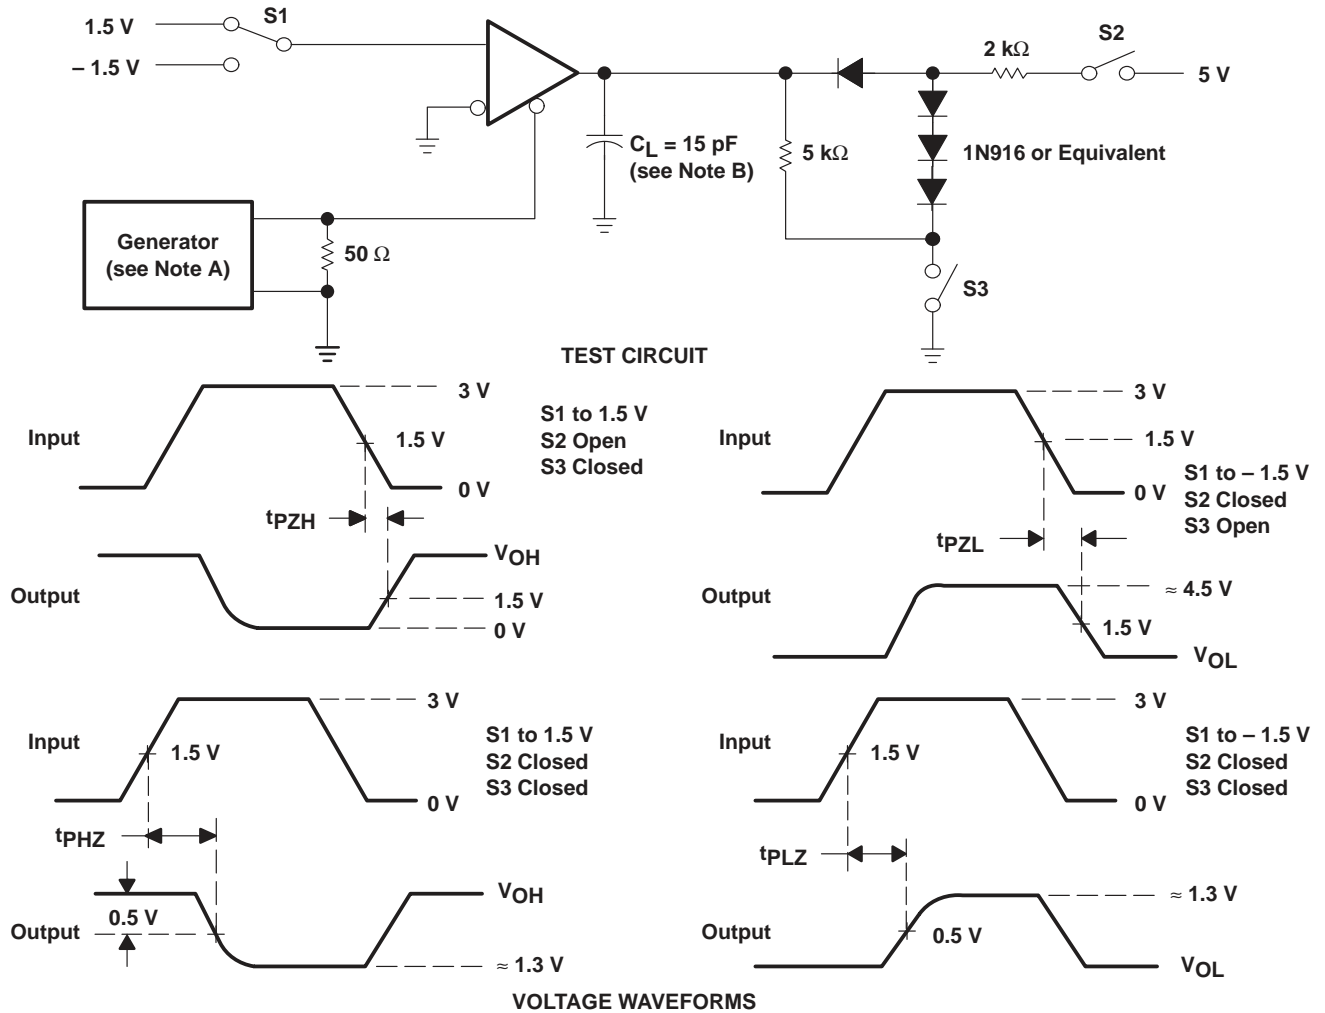 S1
1.5 V
– 1.5 V
S2
2 kΩ
5 V
CL = 15 pF
(see Note B)
5 kΩ
1N916 or Equivalent
Generator
(see Note A)
50 Ω
S3
TEST CIRCUIT
3 V
Input
1.5 V
0 V
S1 to 1.5 V
S2 Open
S3 Closed
tPZH
VOH
Output
1.5 V
0 V
3 V
Input
1.5 V
0 V
S1 to – 1.5 V
S2 Closed
S3 Open
tPZL
Output
≈ 4.5 V
1.5 V
VOL
3 V
Input
1.5 V
0 V
S1 to 1.5 V
S2 Closed
S3 Closed
tPHZ
VOH
0.5 V
Output
≈ 1.3 V
3 V
Input
1.5 V
0 V
S1 to – 1.5 V
S2 Closed
S3 Closed
tPLZ
≈ 1.3 V
Output
0.5 V
VOL
VOLTAGE WAVEFORMS